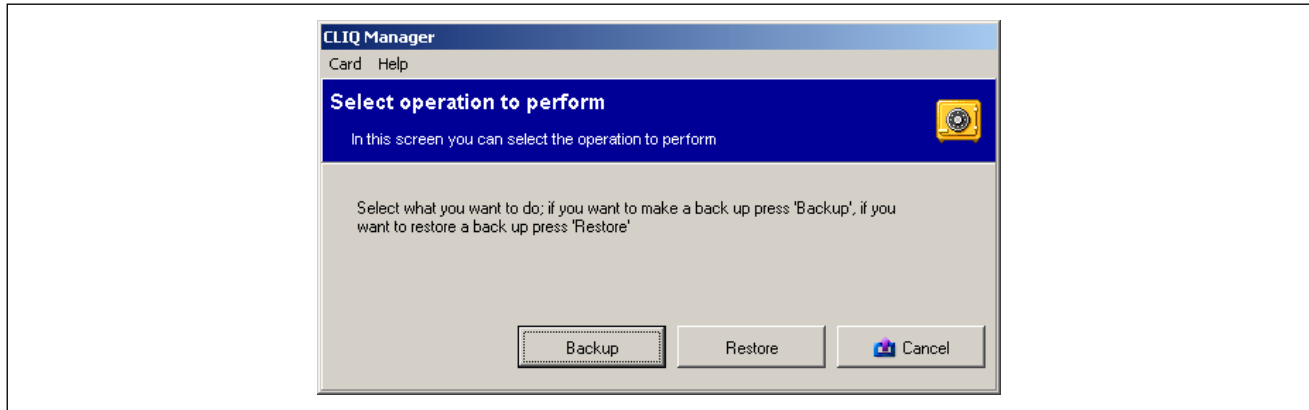 CLIQ Manager
Card Help
Select operation to perform
In this screen you can select the operation to perform
Select what you want to do; if you want to make a back up press 'Backup', if you
want to restore a back up press 'Restore'
Backup Restore Cancel